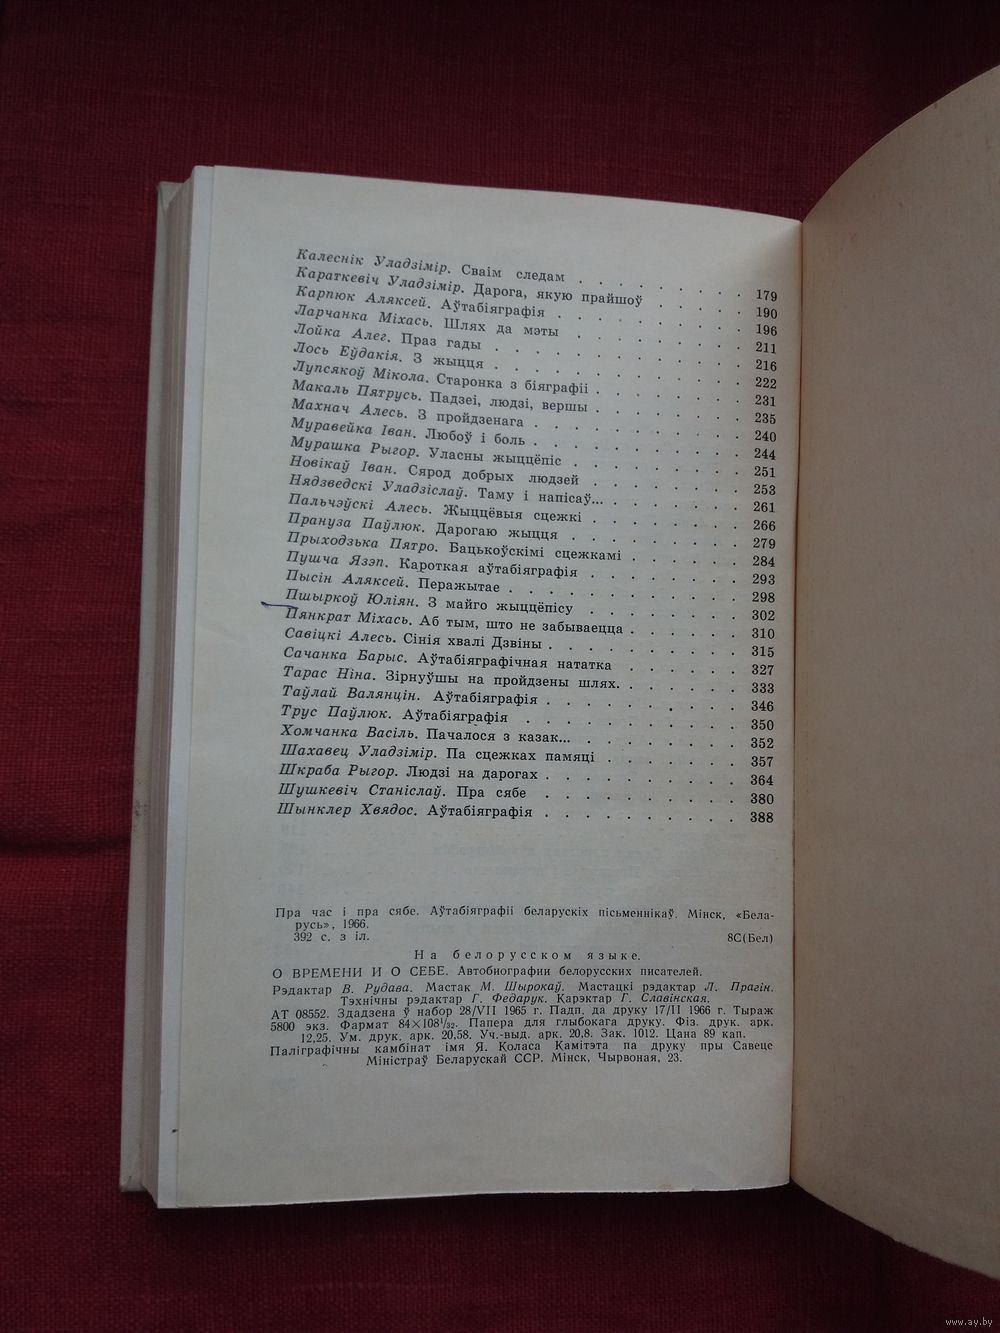 Калеснік Уладзімір. Сваім следам . . . . . . . . . 179
Караткевіч Уладзімір. Дарога, якую прайшоў . . . . . 190
Карпюк Аляксей. Аўтабіяграфія . . . . . . . . . . 196
Ларчанка Міхась. Шлях да мэты . . . . . . . . . 211
Лойка Алег. Праз гады . . . . . . . . . . . . . 216
Лось Еўдакія. З жыцця . . . . . . . . . . . . . 222
Лупсякоў Мікола. Старонка з біяграфіі . . . . . . . . 231
Макаль Пятрусь. Падзеі, людзі, вершы . . . . . . . . 235
Махнач Алесь. З пройдзенага . . . . . . . . . . . 240
Муравейка Іван. Любоў і боль . . . . . . . . . . . 244
Мурашка Рыгор. Уласны жыццёпіс . . . . . . . . . 251
Новікаў Іван. Сярод добрых людзей . . . . . . . . 253
Нядзведскі Уладзіслаў. Таму і напісаў... . . . . . . . 261
Пальчэўскі Алесь. Жыццёвыя сцежкі . . . . . . . . 266
Прануза Паўлюк. Дарогаю жыцця . . . . . . . . . 279
Прыходзька Пятро. Бацькоўскімі сцежкамі . . . . . . 284
Пушча Язэп. Кароткая аўтабіяграфія . . . . . . . . 293
Пысін Аляксей. Перажытае . . . . . . . . . . . . 298
Пшыркоў Юліян. З майго жыццёпісу . . . . . . . . 302
Пянкрат Міхась. Аб тым, што не забываецца . . . . . . 310
Савіцкі Алесь. Сінія хвалі Дзвіны . . . . . . . . . . 315
Сачанка Барыс. Аўтабіяграфічная нататка . . . . . . 327
Тарас Ніна. Зірнуўшы на пройдзены шлях. . . . . . . 333
Таўлай Валянцін. Аўтабіяграфія . . . . . . . . . . 346
Трус Паўлюк. Аўтабіяграфія . . . . . . . . . . . 350
Хомчанка Васіль. Пачалося з казак... . . . . . . . . 352
Шахавец Уладзімір. Па сцежках памяці . . . . . . . 357
Шкраба Рыгор. Людзі на дарогах . . . . . . . . . . 364
Шушкевіч Станіслаў. Пра сябе . . . . . . . . . . 380
Шынклер Хвядос. Аўтабіяграфія . . . . . . . . . . 388
Пра час і пра сябе. Аўтабіяграфіі беларускіх пісьменнікаў. Мінск, «Бела-
русь», 1966.
392 с. з іл. 8С(Бел)
На белорусском языке.
О ВРЕМЕНИ И О СЕБЕ. Автобиографии белорусских писателей.
Рэдактар В. Рудава. Мастак М. Шырокаў. Мастацкі рэдактар Л. Прагін.
Тэхнічны рэдактар Г. Федарук. Карэктар Г. Славінская.
АТ 08552. Здадзена ў набор 28/VII 1965 г. Падп. да друку 17/II 1966 г. Тыраж
5800 экз. Фармат 84×108¹/₃₂. Папера для глыбокага друку. Фіз. друк. арк.
12,25. Ум. друк. арк. 20,58. Уч.-выд. арк. 20,8. Зак. 1012. Цана 89 кап.
Паліграфічны камбінат імя Я. Коласа Камітэта па друку пры Савеце
Міністраў Беларускай ССР. Мінск, Чырвоная, 23.
www.ay.by